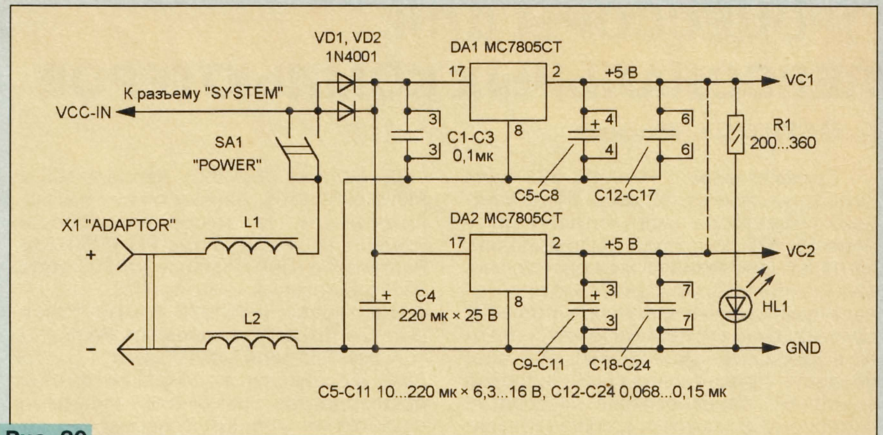 VD1, VD2
1N4001
DA1 MC7805CT
17
2
+5 В
VC1
К разъему "SYSTEM"
VCC-IN
3
3
8
C1-C3
0,1мк
4
4
6
6
R1
200...360
SA1
"POWER"
C5-C8
C12-C17
X1 "ADAPTOR"
L1
DA2 MC7805CT
17
2
+5 В
VC2
+
8
C4
220 мк × 25 В
+
3
3
7
7
HL1
L2
–
GND
C9-C11
C18-C24
C5-C11 10...220 мк × 6,3...16 В, C12-C24 0,068...0,15 мк